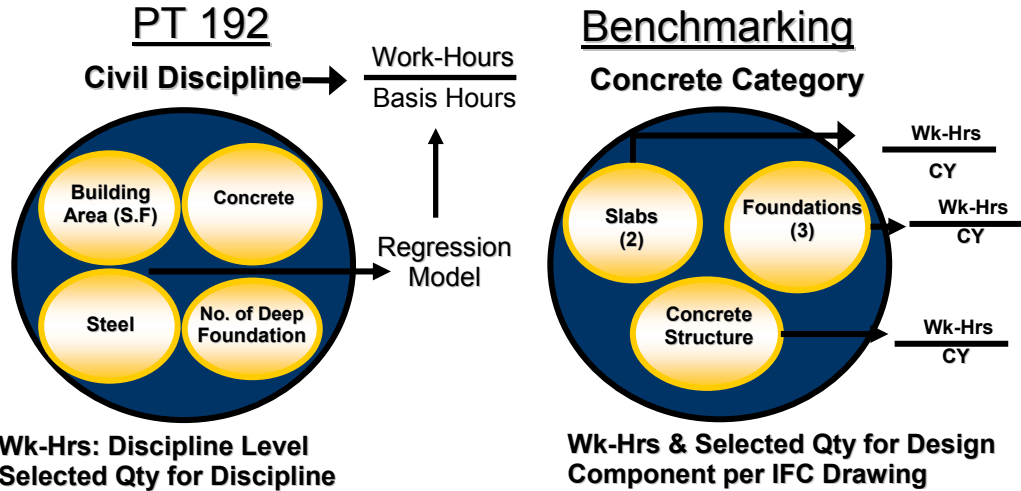 PT 192
Civil Discipline
Work-Hours
Basis Hours
Building
Area (S.F)
Concrete
Steel
No. of Deep
Foundation
Regression
Model
Wk-Hrs: Discipline Level
Selected Qty for Discipline
Benchmarking
Concrete Category
Slabs
(2)
Foundations
(3)
Concrete
Structure
Wk-Hrs
CY
Wk-Hrs
CY
Wk-Hrs
CY
Wk-Hrs & Selected Qty for Design
Component per IFC Drawing